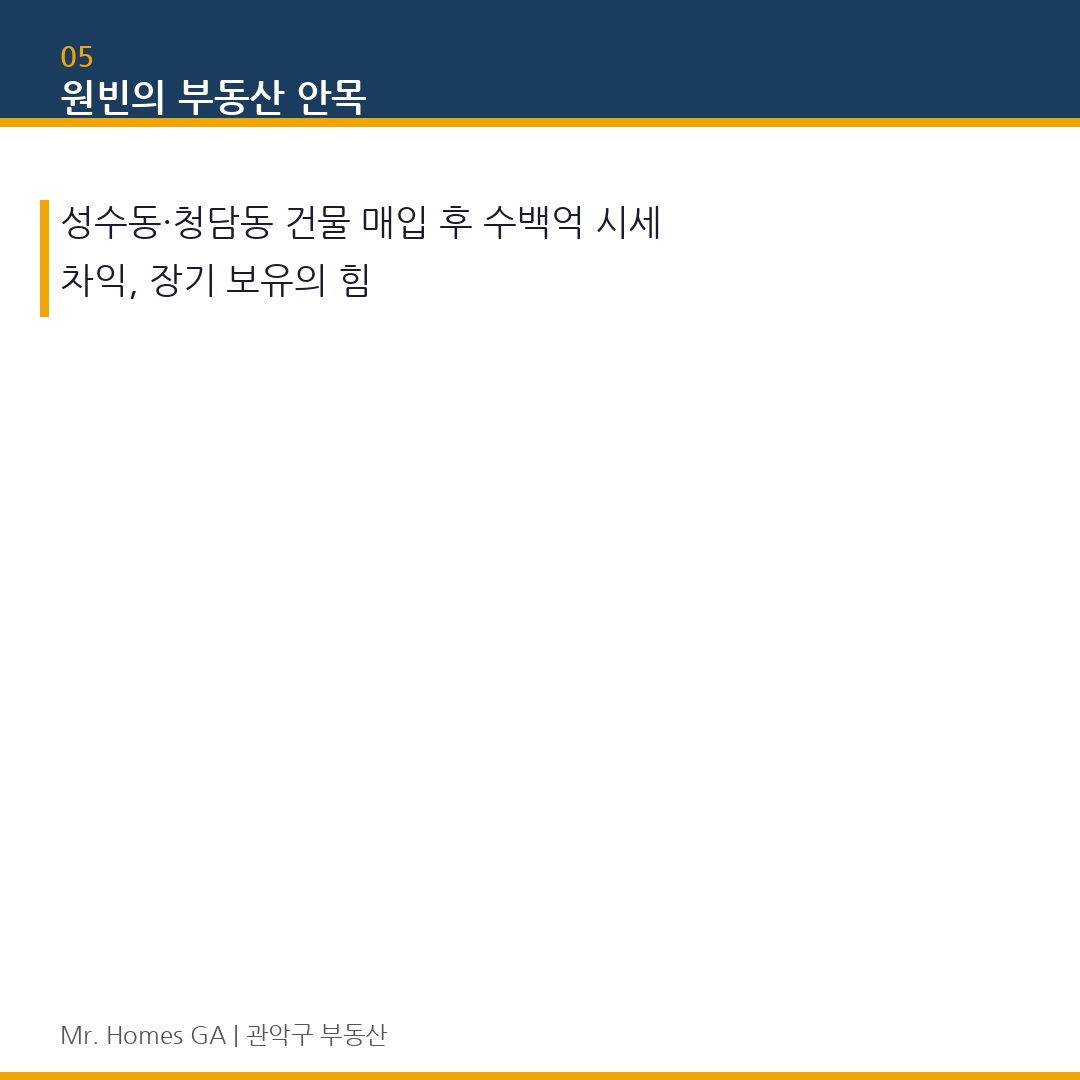 05
원빈의 부동산 안목
성수동·청담동 건물 매입 후 수백억 시세
차익, 장기 보유의 힘
Mr. Homes GA | 관악구 부동산